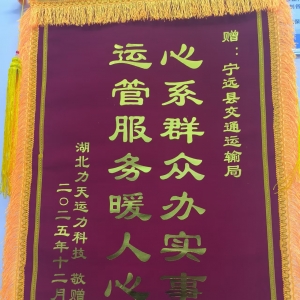 赠：宁远县交通运输局
心系群众办实事
运管服务暖人心
湖北力天运力科技 敬赠
二〇二五年十二月